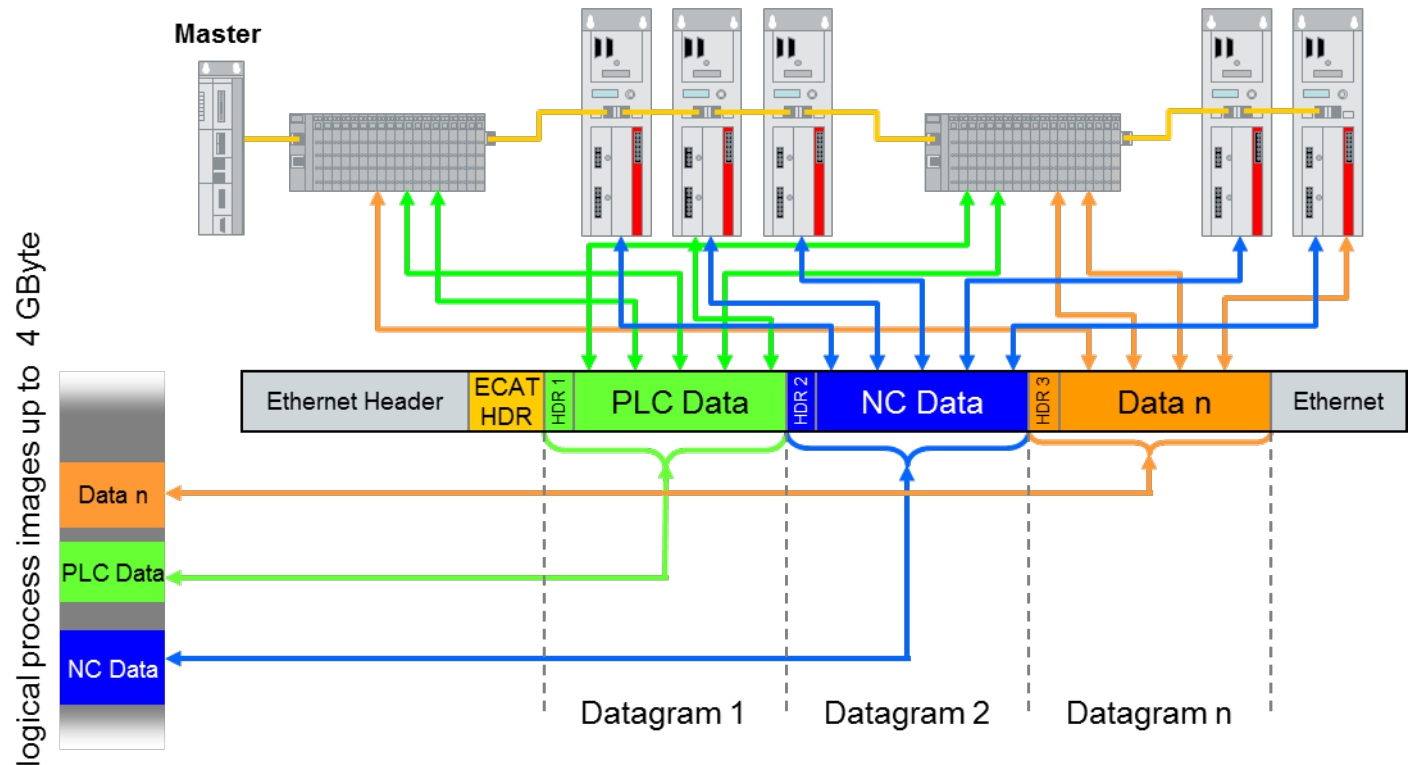 Master
logical process images up to 4 GByte
Ethernet Header
ECAT
HDR
HDR 1
PLC Data
HDR 2
NC Data
HDR 3
Data n
Ethernet
Data n
PLC Data
NC Data
Datagram 1
Datagram 2
Datagram n